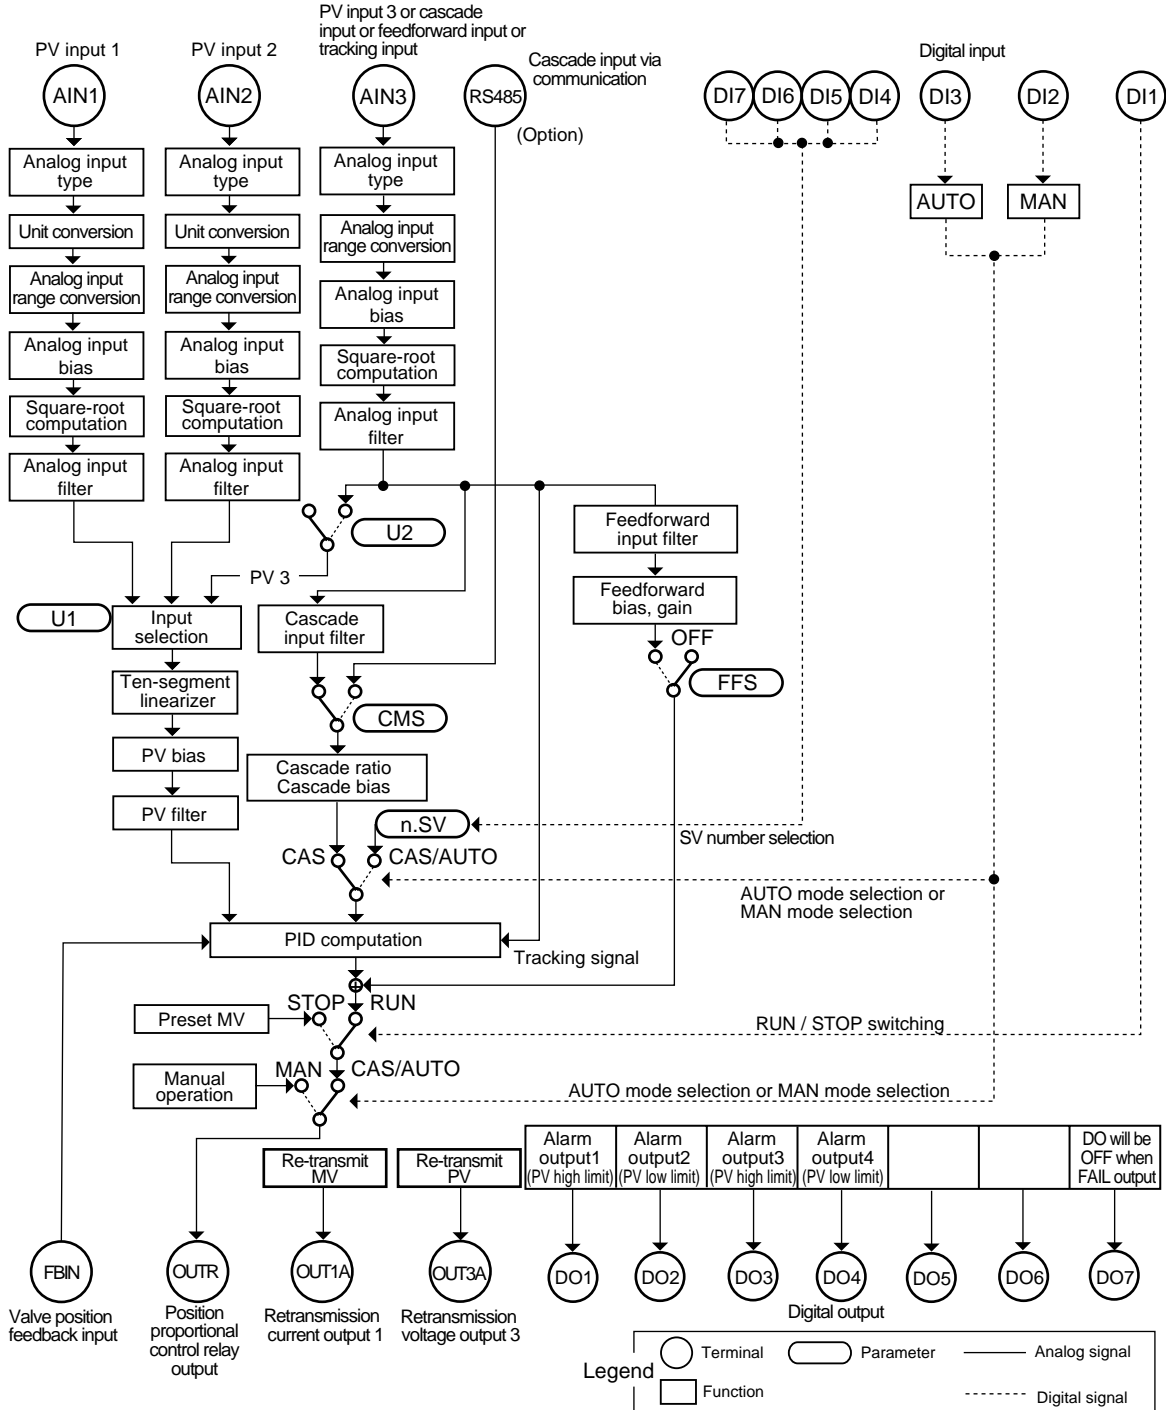 PV input 1
PV input 2
PV input 3 or cascade
input or feedforward input or
tracking input
Cascade input via
communication
Digital input
AIN1
AIN2
AIN3
RS485
(Option)
DI7
DI6
DI5
DI4
DI3
DI2
DI1
Analog input
type
Unit conversion
Analog input
range conversion
Analog input
bias
Square-root
computation
Analog input
filter
Analog input
type
Unit conversion
Analog input
range conversion
Analog input
bias
Square-root
computation
Analog input
filter
Analog input
type
Analog input
range conversion
Analog input
bias
Square-root
computation
Analog input
filter
AUTO
MAN
U2
PV 3
Feedforward
input filter
Feedforward
bias, gain
OFF
FFS
U1
Input
selection
Cascade
input filter
Ten-segment
linearizer
CMS
PV bias
Cascade ratio
Cascade bias
PV filter
n.SV
SV number selection
CAS
CAS/AUTO
AUTO mode selection or
MAN mode selection
PID computation
Tracking signal
STOP
RUN
Preset MV
RUN / STOP switching
MAN
CAS/AUTO
Manual
operation
AUTO mode selection or MAN mode selection
Re-transmit
MV
Re-transmit
PV
Alarm
output1
(PV high limit)
Alarm
output2
(PV low limit)
Alarm
output3
(PV high limit)
Alarm
output4
(PV low limit)
DO will be
OFF when
FAIL output
FBIN
OUTR
OUT1A
OUT3A
DO1
DO2
DO3
DO4
DO5
DO6
DO7
Valve position
feedback input
Position
proportional
control relay
output
Retransmission
current output 1
Retransmission
voltage output 3
Digital output
Legend
Terminal
Parameter
Analog signal
Function
Digital signal